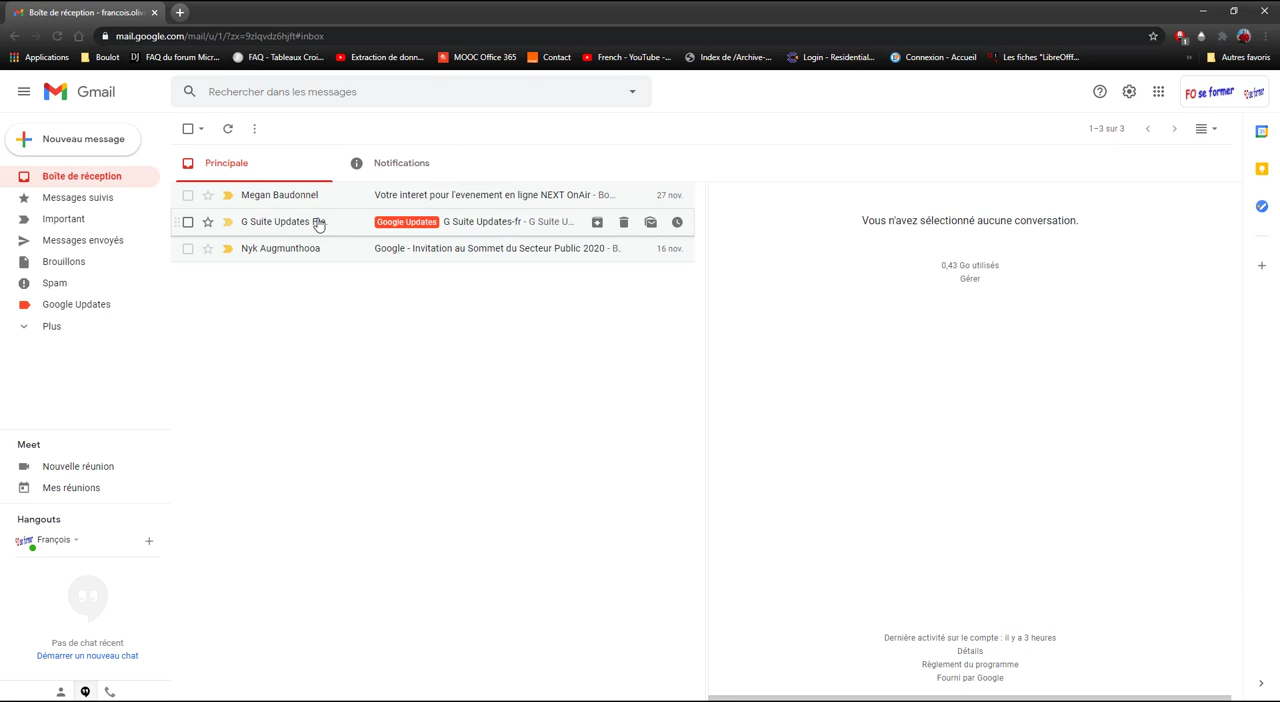 Boîte de réception - francois.oliv
mail.google.com/mail/u/1/?zx=9zlqvdz6hjft#inbox
Applications Boulot FAQ du forum Micr... FAQ - Tableaux Croi... Extraction de donn... MOOC Office 365 Contact French - YouTube -... Index de /Archive-... Login - Residential... Connexion - Accueil Les fiches "LibreOfff... » Autres favoris
Gmail
Rechercher dans les messages
FO se former
Nouveau message
1–3 sur 3
Principale
Notifications
Boîte de réception
Messages suivis
Important
Messages envoyés
Brouillons
Spam
Google Updates
Plus
Megan Baudonnel Votre interet pour l'evenement en ligne NEXT OnAir - Bo... 27 nov.
G Suite Updates Google Updates G Suite Updates-fr - G Suite U...
Nyk Augmunthooa Google - Invitation au Sommet du Secteur Public 2020 - B. 16 nov.
Vous n'avez sélectionné aucune conversation.
0,43 Go utilisés
Gérer
Meet
Nouvelle réunion
Mes réunions
Hangouts
François
Pas de chat récent
Démarrer un nouveau chat
Dernière activité sur le compte : il y a 3 heures
Détails
Règlement du programme
Fourni par Google